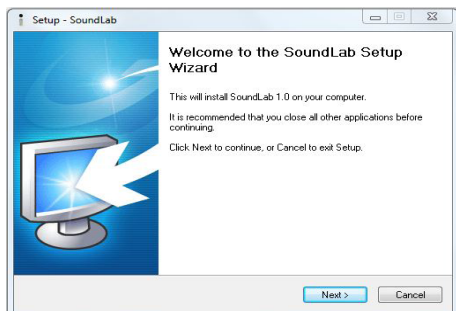 Setup - SoundLab
Welcome to the SoundLab Setup
Wizard
This will install SoundLab 1.0 on your computer.
It is recommended that you close all other applications before
continuing.
Click Next to continue, or Cancel to exit Setup.
Next >
Cancel